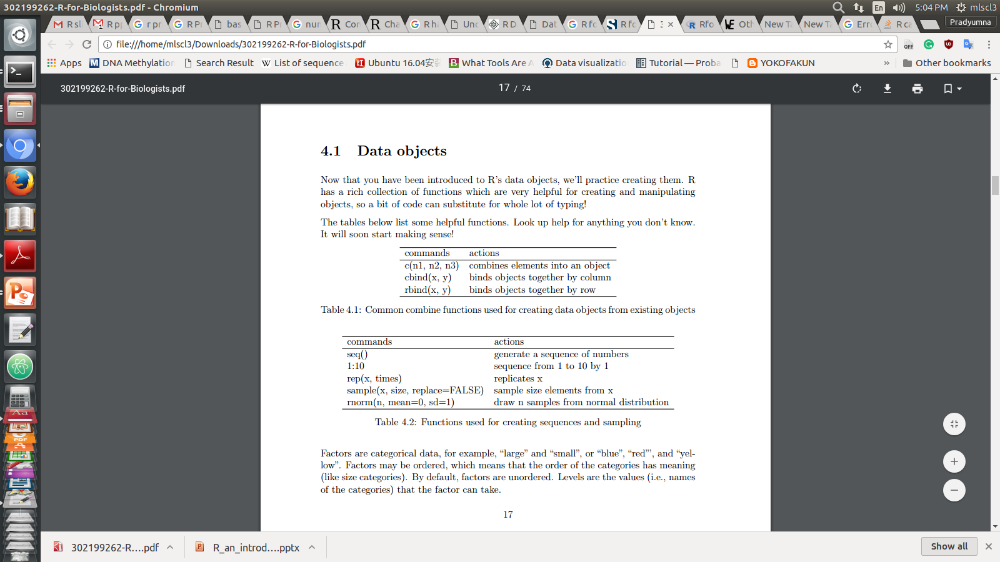 302199262-R-for-Biologists.pdf - Chromium
En
5:04 PM
mlscl3
R sl
R p
r pr
R Pr
bas
R P
nur
Cor
Cha
R h
Unc
R D
Dat
R fc
R fc
Rfo
Oth
New Ta
New Ta
Erro
R ca
Pradyumna
file:///home/mlscl3/Downloads/302199262-R-for-Biologists.pdf
OFF
Apps
DNA Methylation
Search Result
List of sequence
Ubuntu 16.04安装
What Tools Are A
Data visualizatio
Tutorial — Proba
YOKOFAKUN
»
Other bookmarks
302199262-R-for-Biologists.pdf
17 / 74
4.1 Data objects
Now that you have been introduced to R's data objects, we'll practice creating them. R
has a rich collection of functions which are very helpful for creating and manipulating
objects, so a bit of code can substitute for whole lot of typing!
The tables below list some helpful functions. Look up help for anything you don't know.
It will soon start making sense!
commands actions
c(n1, n2, n3) combines elements into an object
cbind(x, y) binds objects together by column
rbind(x, y) binds objects together by row
Table 4.1: Common combine functions used for creating data objects from existing objects
commands actions
seq() generate a sequence of numbers
1:10 sequence from 1 to 10 by 1
rep(x, times) replicates x
sample(x, size, replace=FALSE) sample size elements from x
rnorm(n, mean=0, sd=1) draw n samples from normal distribution
Table 4.2: Functions used for creating sequences and sampling
Factors are categorical data, for example, “large” and “small”, or “blue”, “red”’, and “yel-
low”. Factors may be ordered, which means that the order of the categories has meaning
(like size categories). By default, factors are unordered. Levels are the values (i.e., names
of the categories) that the factor can take.
17
302199262-R....pdf
R_an_introd....pptx
Show all